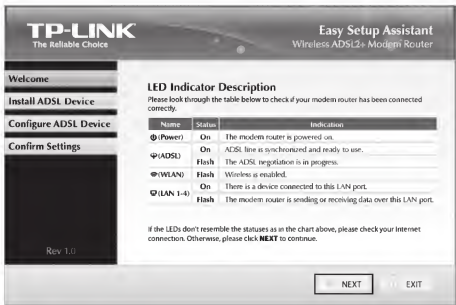 TP-LINK
The Reliable Choice
Easy Setup Assistant
Wireless ADSL2+ Modem Router
Welcome
Install ADSL Device
Configure ADSL Device
Confirm Settings
Rev 1.0
LED Indicator Description
Please look through the table below to check if your modem router has been connected
correctly.
Name Status Indication
(Power) On The modem router is powered on.
(ADSL) On ADSL line is synchronized and ready to use.
Flash The ADSL negotiation is in progress.
(WLAN) Flash Wireless is enabled.
(LAN 1-4) On There is a device connected to this LAN port.
Flash The modem router is sending or receiving data over this LAN port.
If the LEDs don't resemble the statuses as in the chart above, please check your Internet
connection. Otherwise, please click NEXT to continue.
NEXT
EXIT